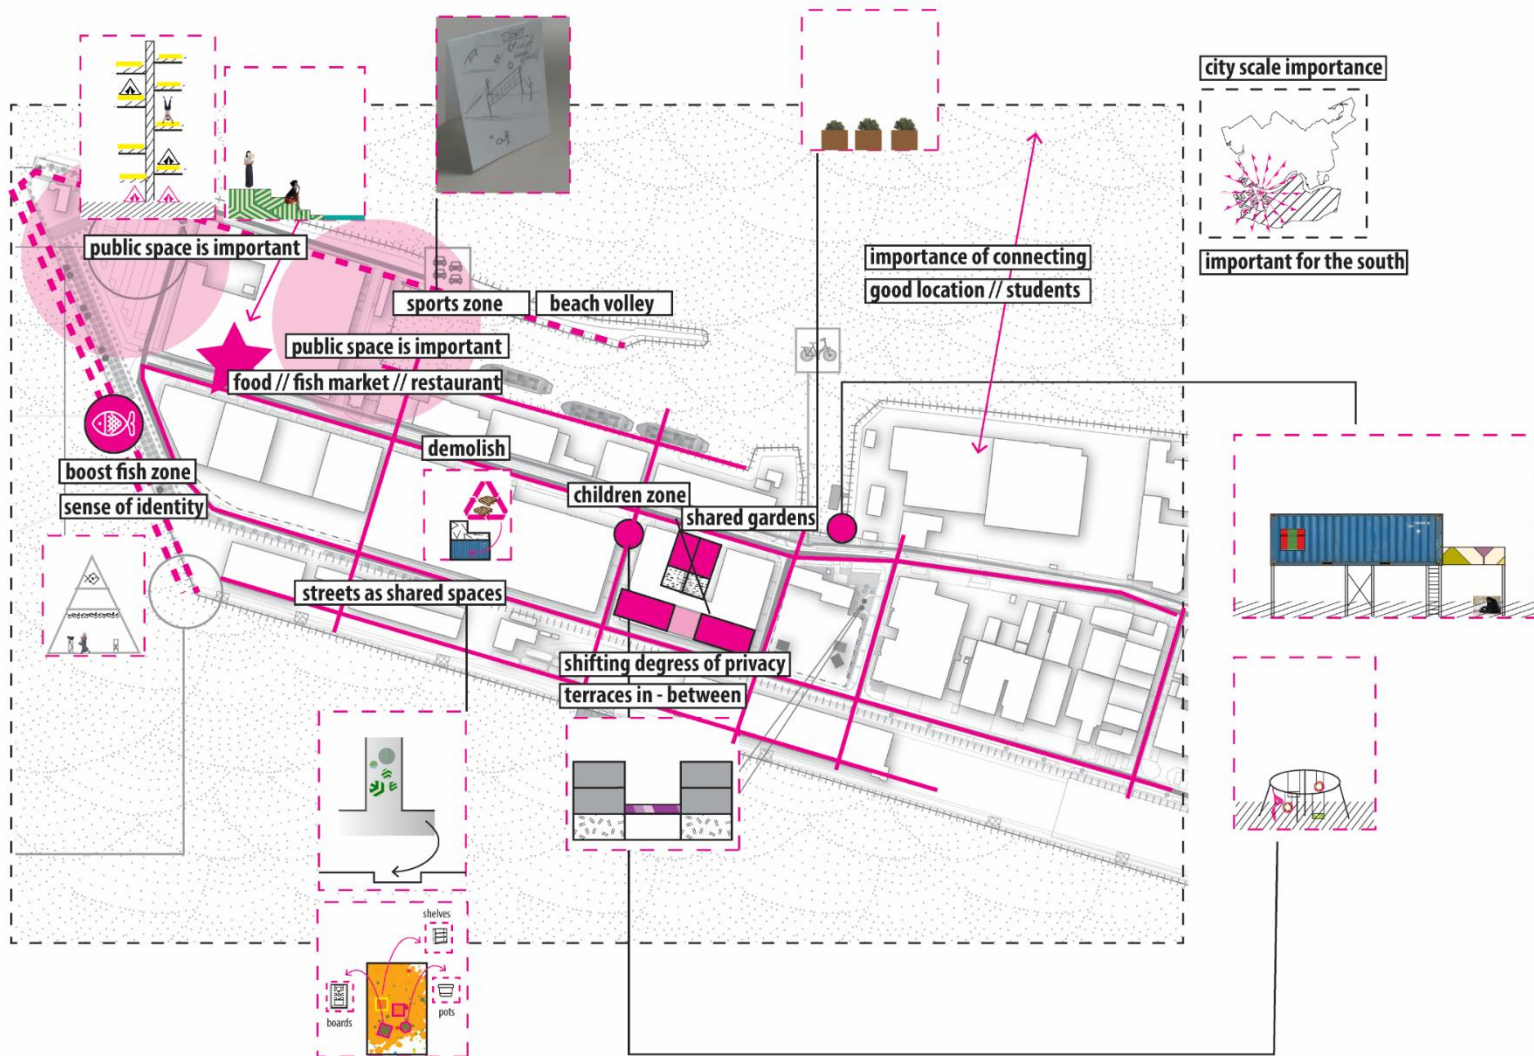 city scale importance
public space is important
importance of connecting
important for the south
good location // students
sports zone
beach volley
public space is important
food // fish market // restaurant
demolish
boost fish zone
children zone
sense of identity
shared gardens
streets as shared spaces
shifting degress of privacy
terraces in - between
shelves
boards
pots